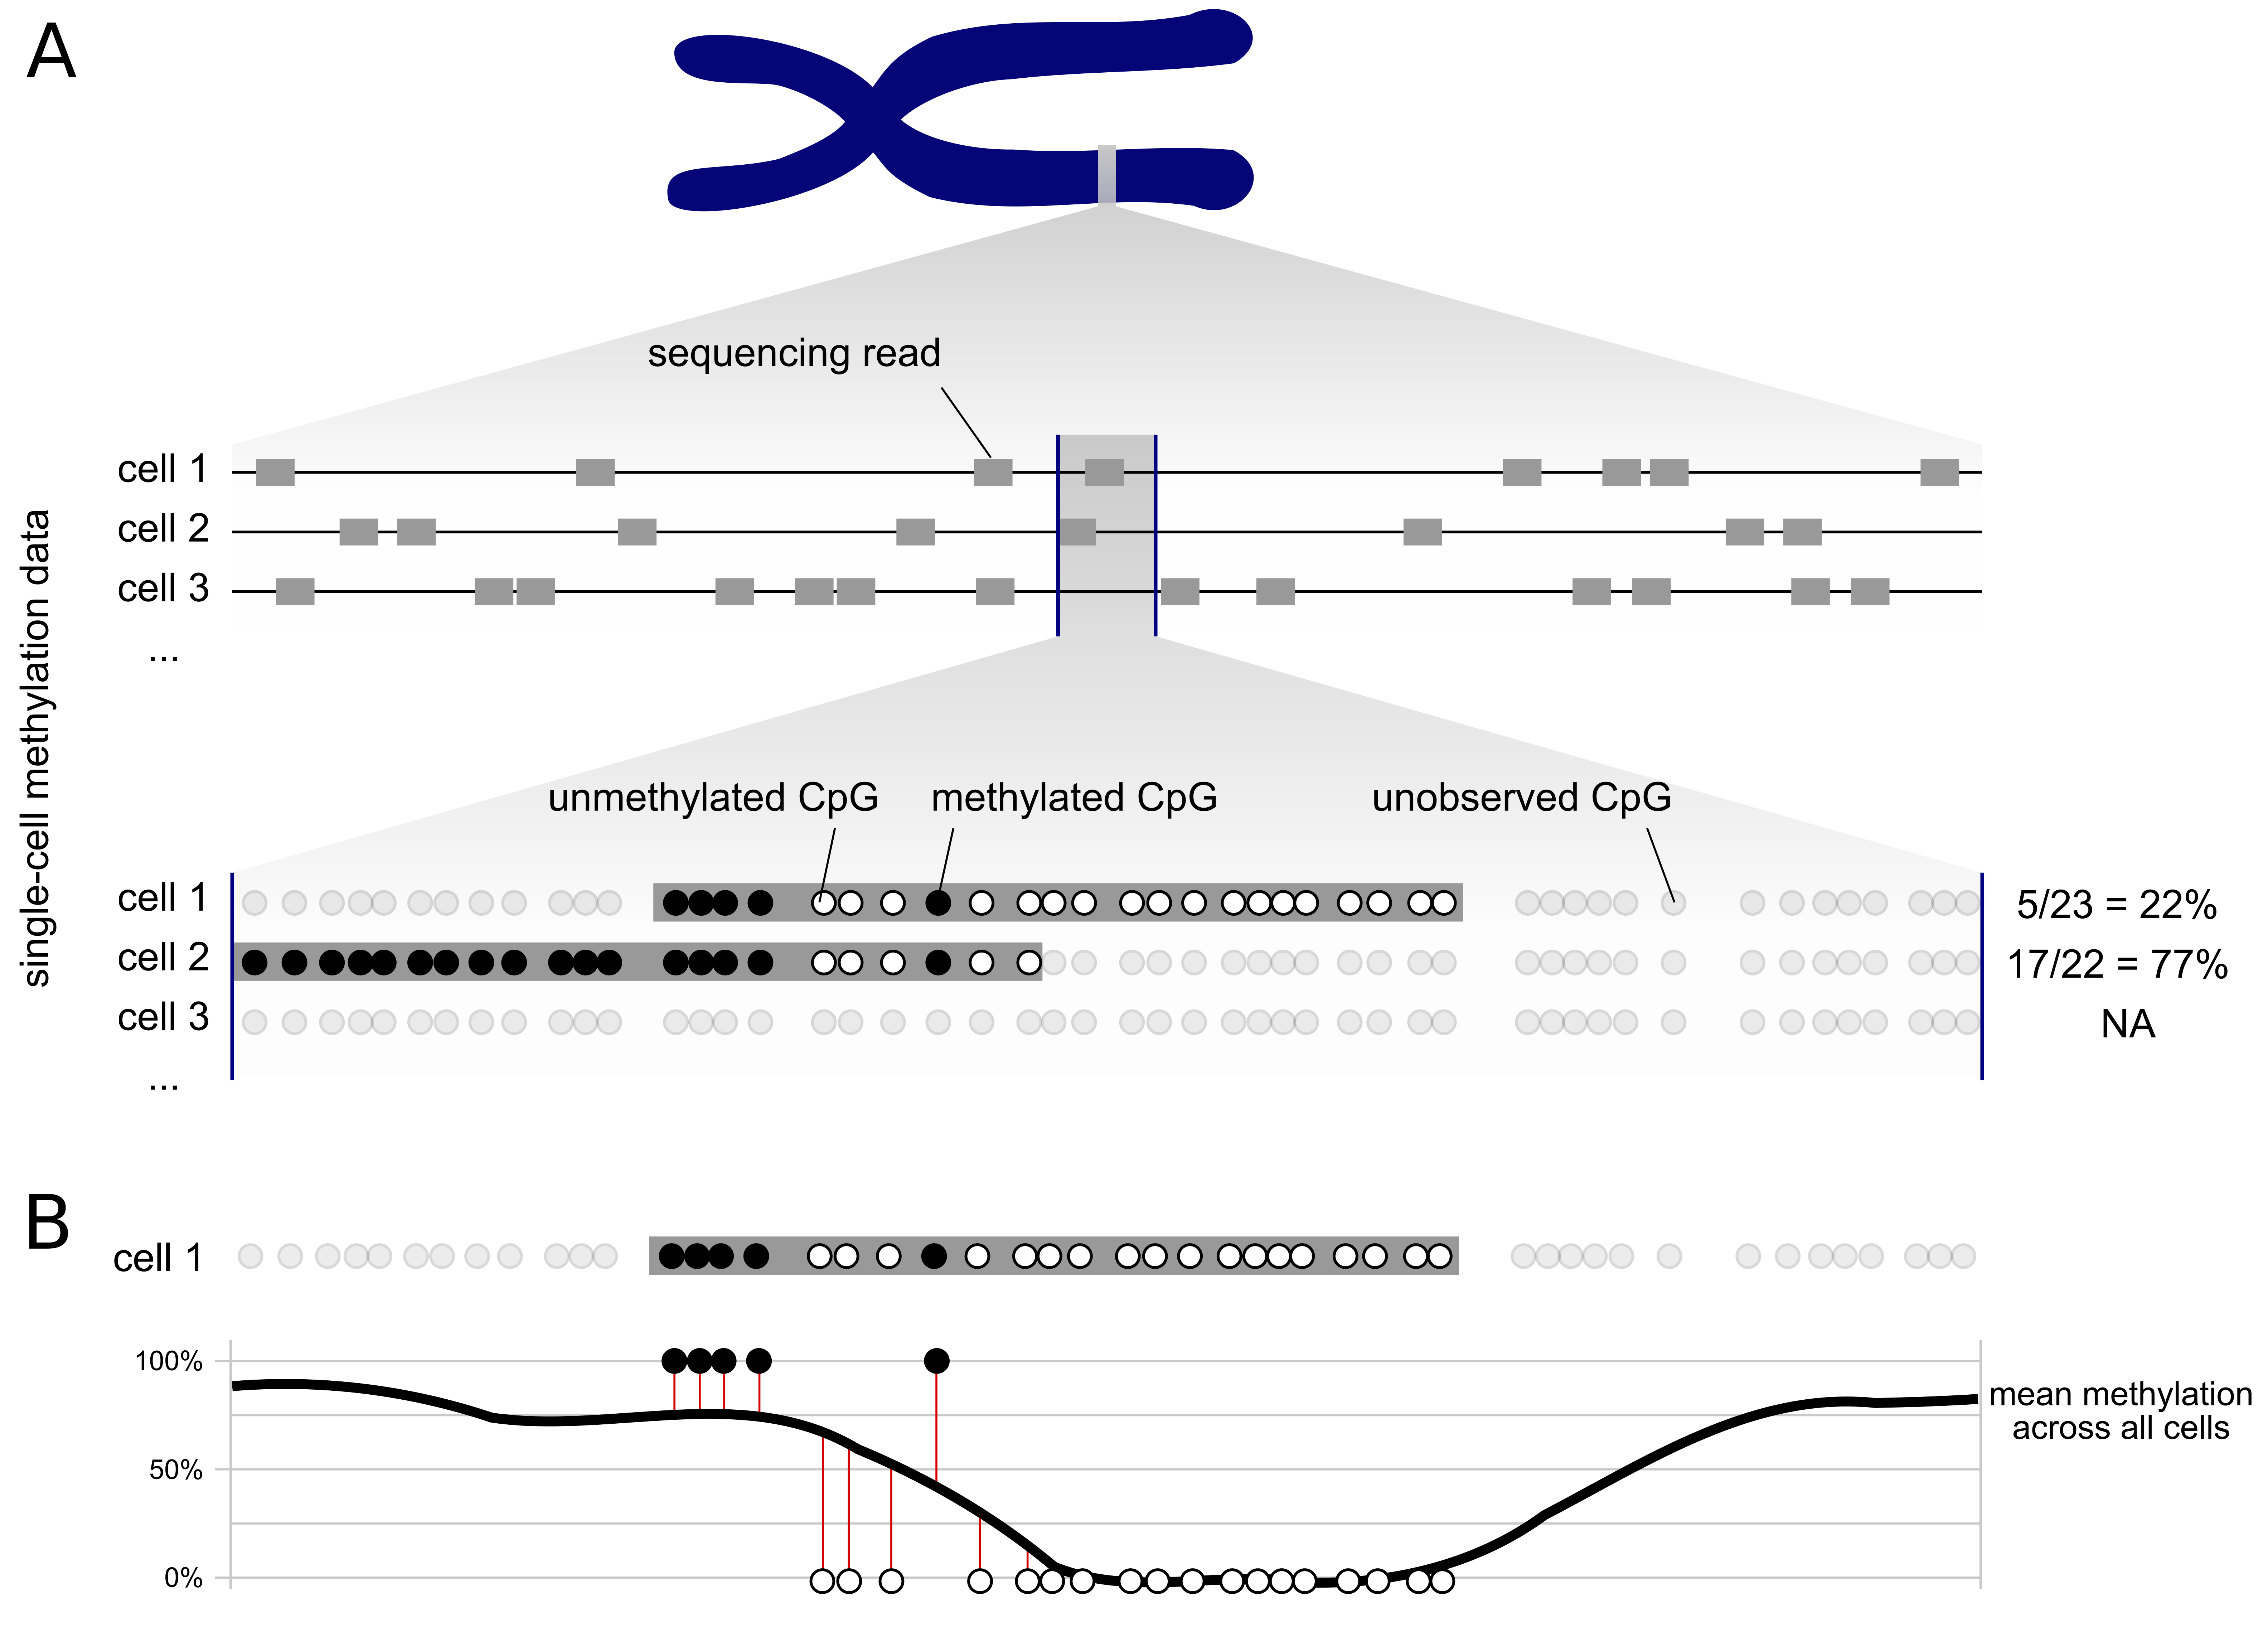 A
sequencing read
cell 1
cell 2
cell 3
...
single-cell methylation data
unmethylated CpG
methylated CpG
unobserved CpG
cell 1
5/23 = 22%
cell 2
17/22 = 77%
cell 3
NA
...
B
cell 1
100%
50%
0%
mean methylation
across all cells